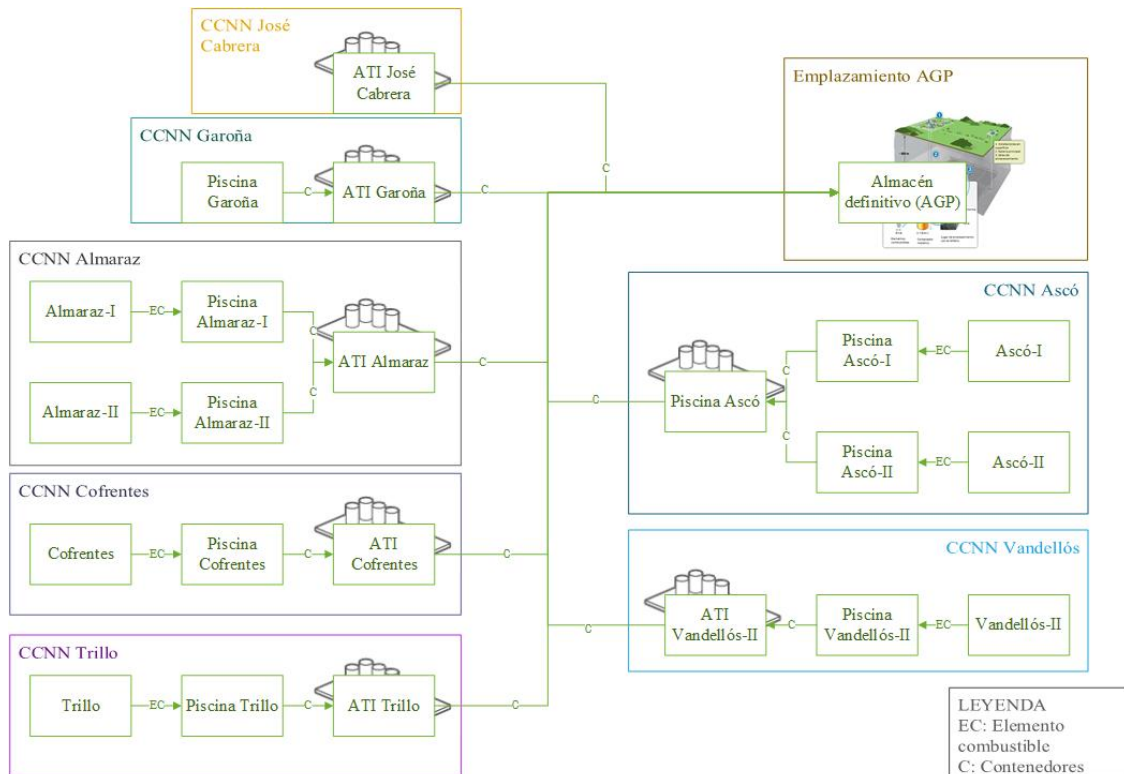 CCNN José
Cabrera
ATI José
Cabrera
C
Emplazamiento AGP
Almacén
definitivo (AGP)
1
2
CCNN Garoña
Piscina
Garoña
C
ATI Garoña
C
CCNN Almaraz
Almaraz-I
EC
Piscina
Almaraz-I
C
ATI Almaraz
C
Almaraz-II
EC
Piscina
Almaraz-II
C
CCNN Ascó
Piscina Ascó
C
Piscina
Ascó-I
EC
Ascó-I
C
Piscina
Ascó-II
EC
Ascó-II
C
CCNN Cofrentes
Cofrentes
EC
Piscina
Cofrentes
C
ATI
Cofrentes
C
CCNN Vandellós
ATI
Vandellós-II
C
Piscina
Vandellós-II
EC
Vandellós-II
C
CCNN Trillo
Trillo
EC
Piscina Trillo
C
ATI Trillo
C
LEYENDA
EC: Elemento
combustible
C: Contenedores